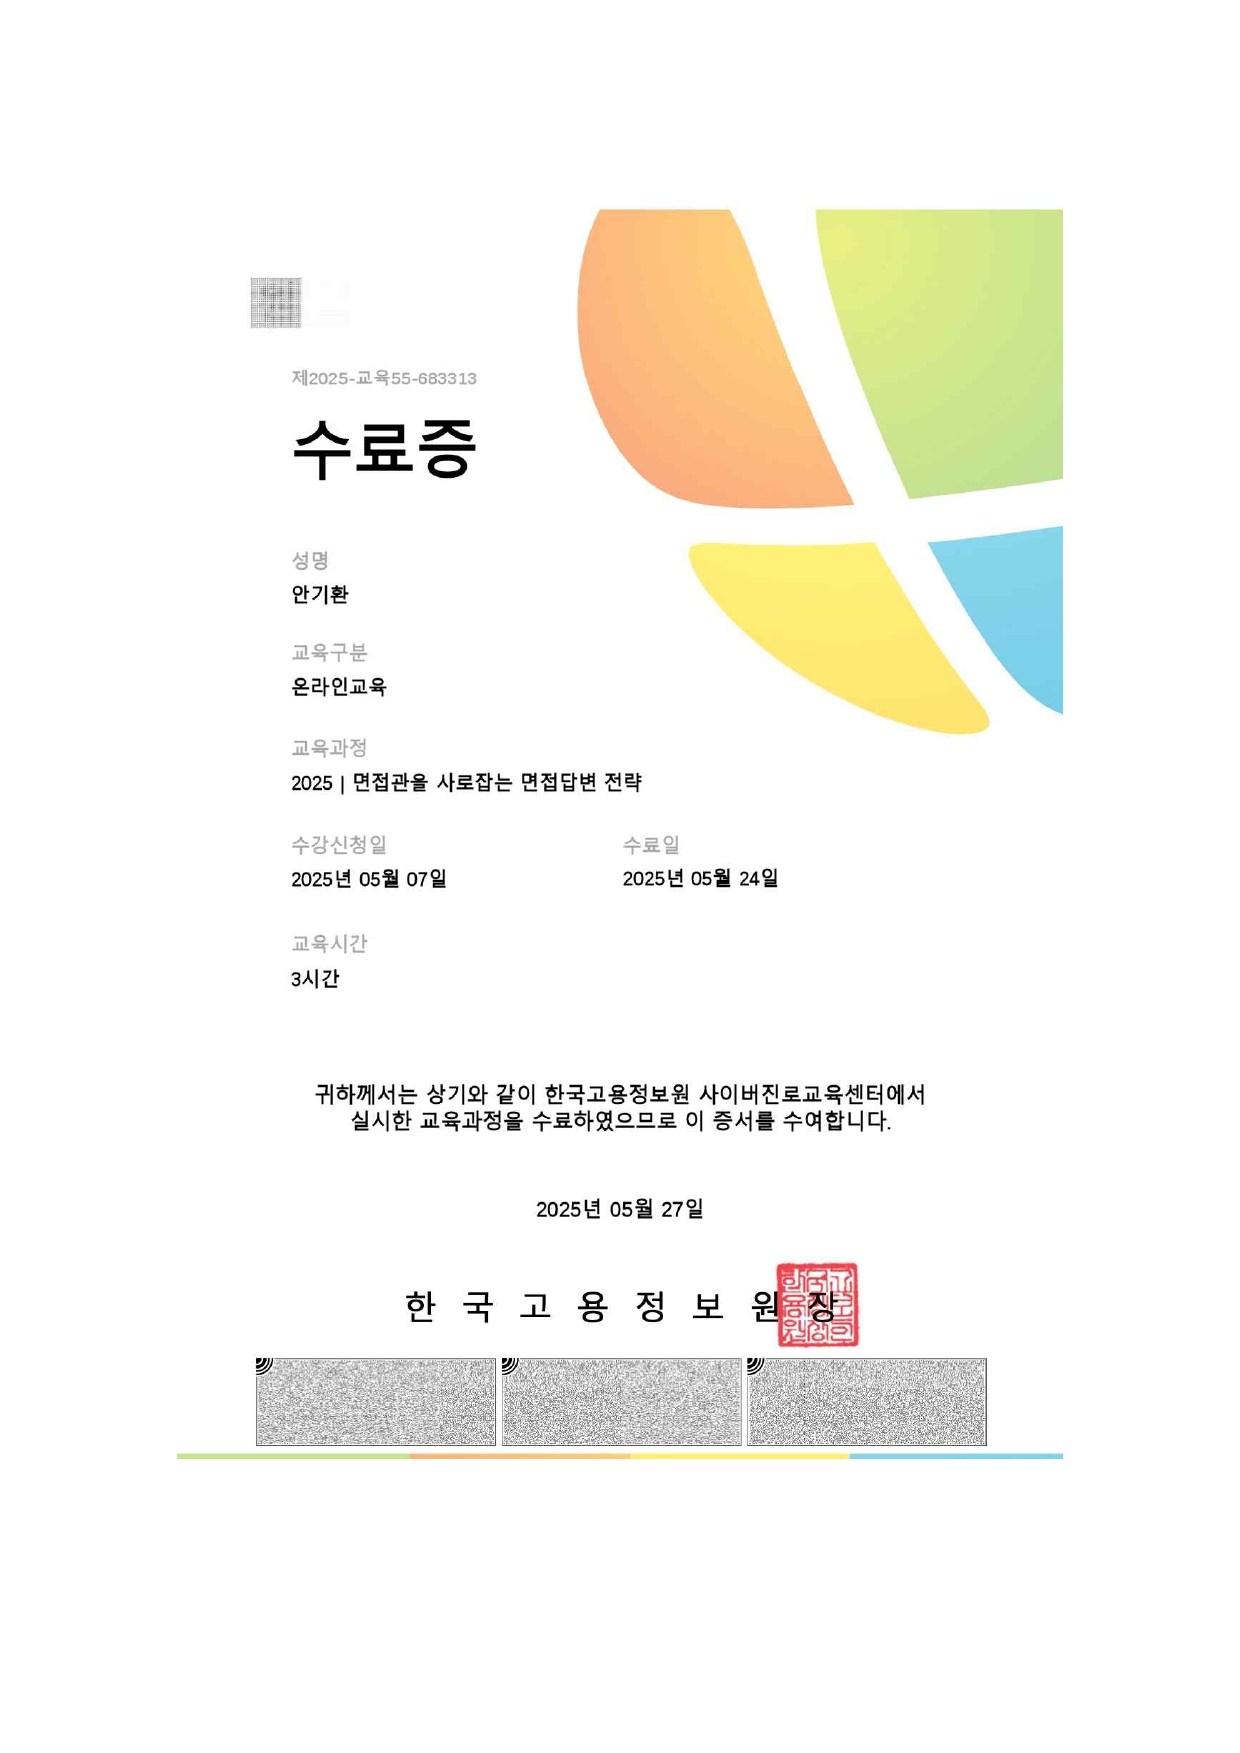 제2025-교육55-683313
수료증
성명
안기환
교육구분
온라인교육
교육과정
2025 | 면접관을 사로잡는 면접답변 전략
수강신청일 수료일
2025년 05월 07일 2025년 05월 24일
교육시간
3시간
귀하께서는 상기와 같이 한국고용정보원 사이버진로교육센터에서
실시한 교육과정을 수료하였으므로 이 증서를 수여합니다.
2025년 05월 27일
한 국 고 용 정 보 원 장